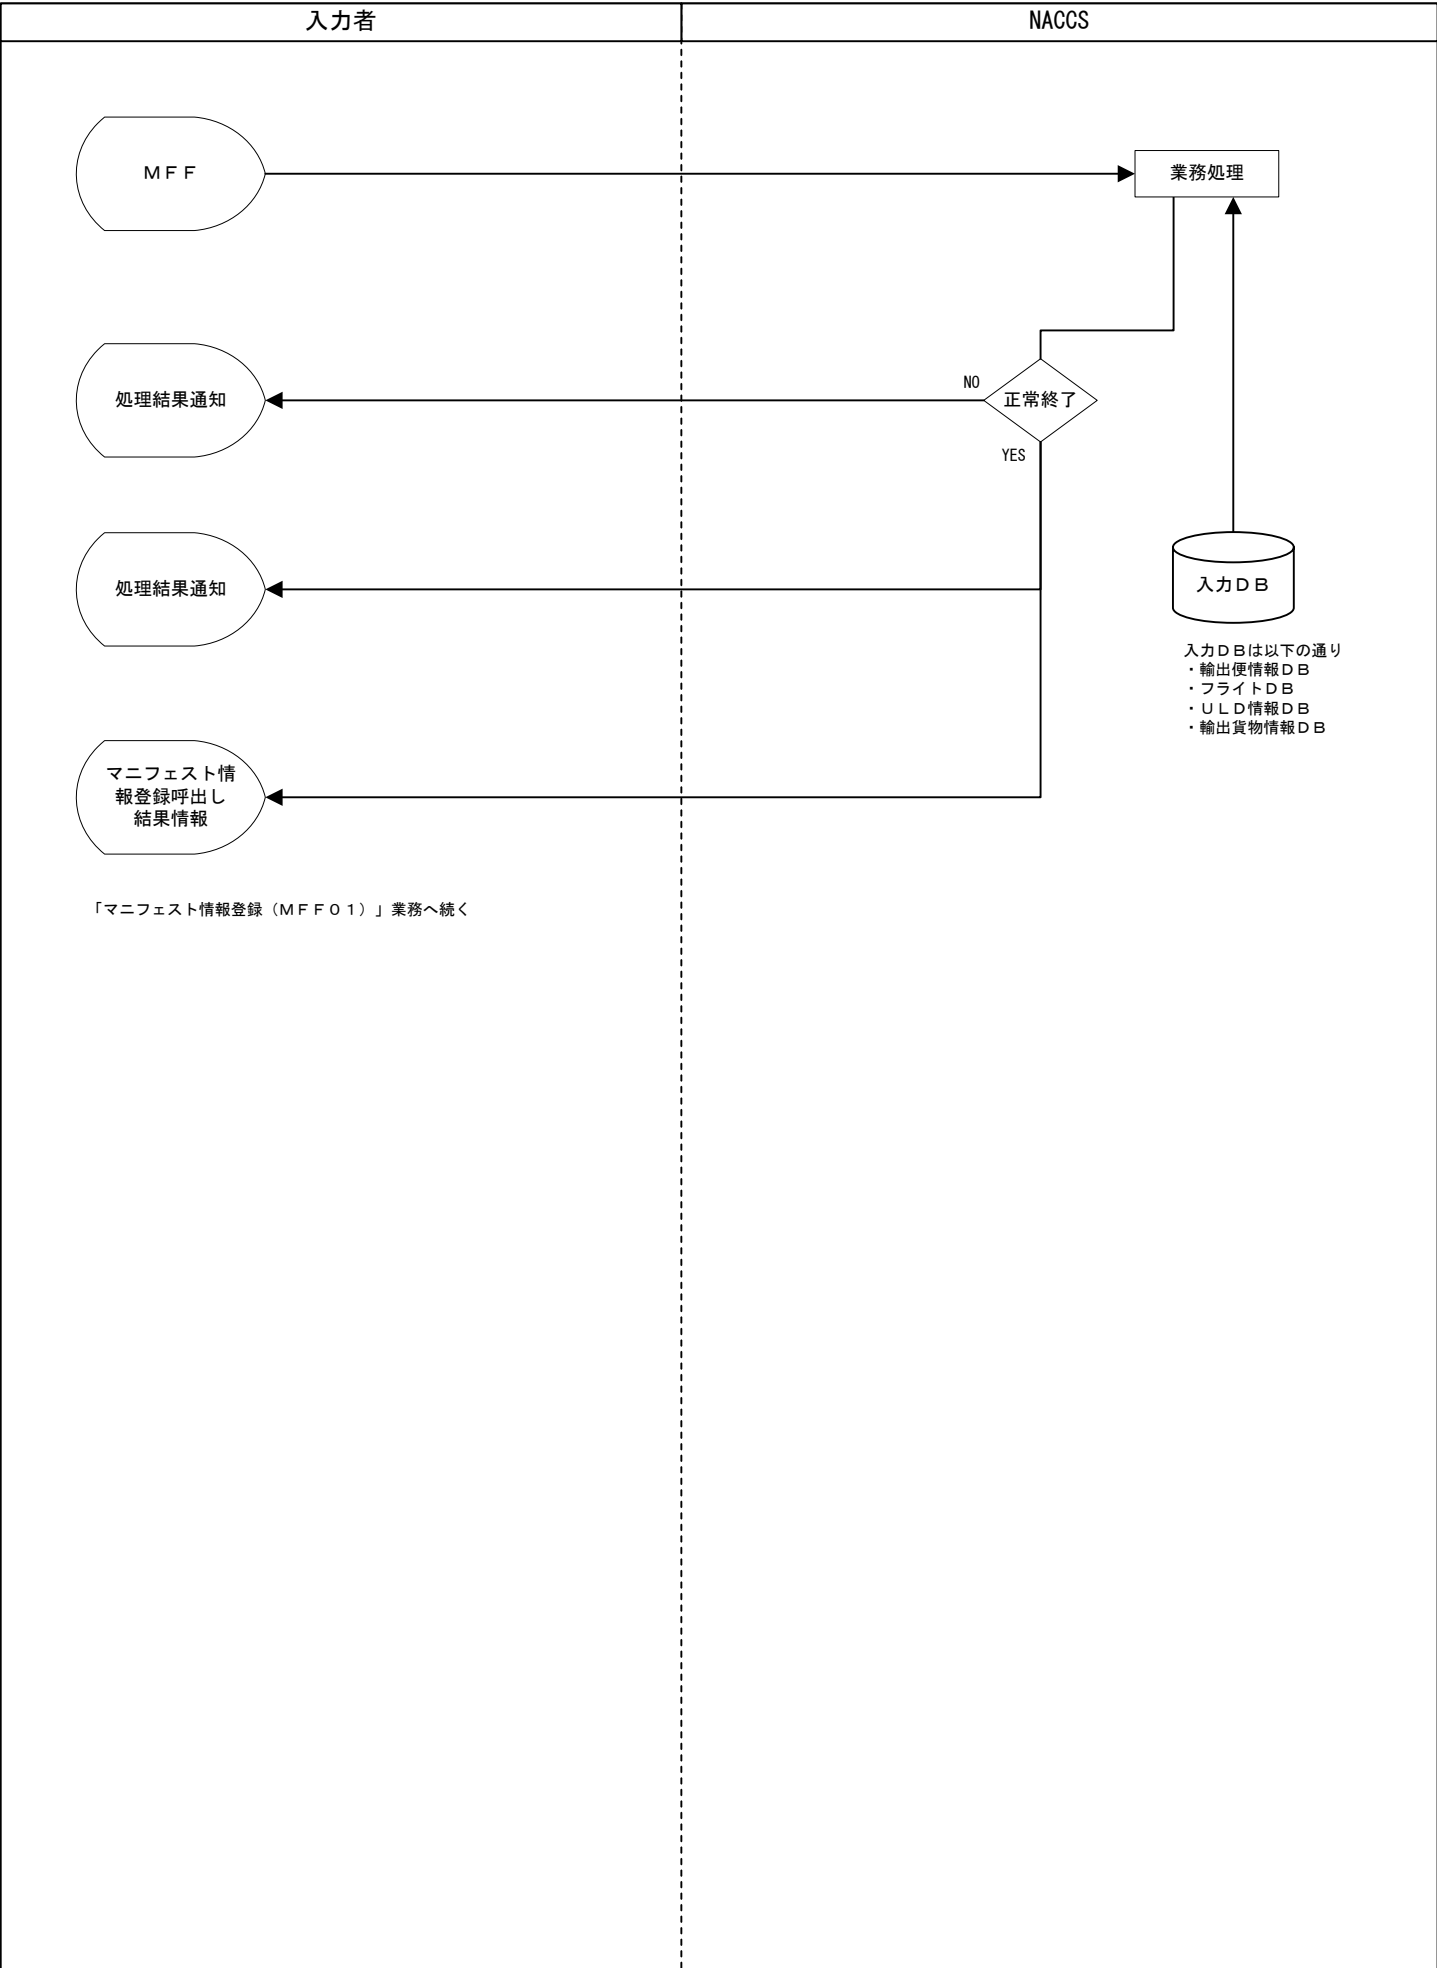 入力者
NACCS
ＭＦＦ
業務処理
処理結果通知
NO
正常終了
YES
処理結果通知
入力ＤＢ
入力ＤＢは以下の通り
・輸出便情報ＤＢ
・フライトＤＢ
・ＵＬＤ情報ＤＢ
・輸出貨物情報ＤＢ
マニフェスト情
報登録呼出し
結果情報
「マニフェスト情報登録（ＭＦＦ０１）」業務へ続く